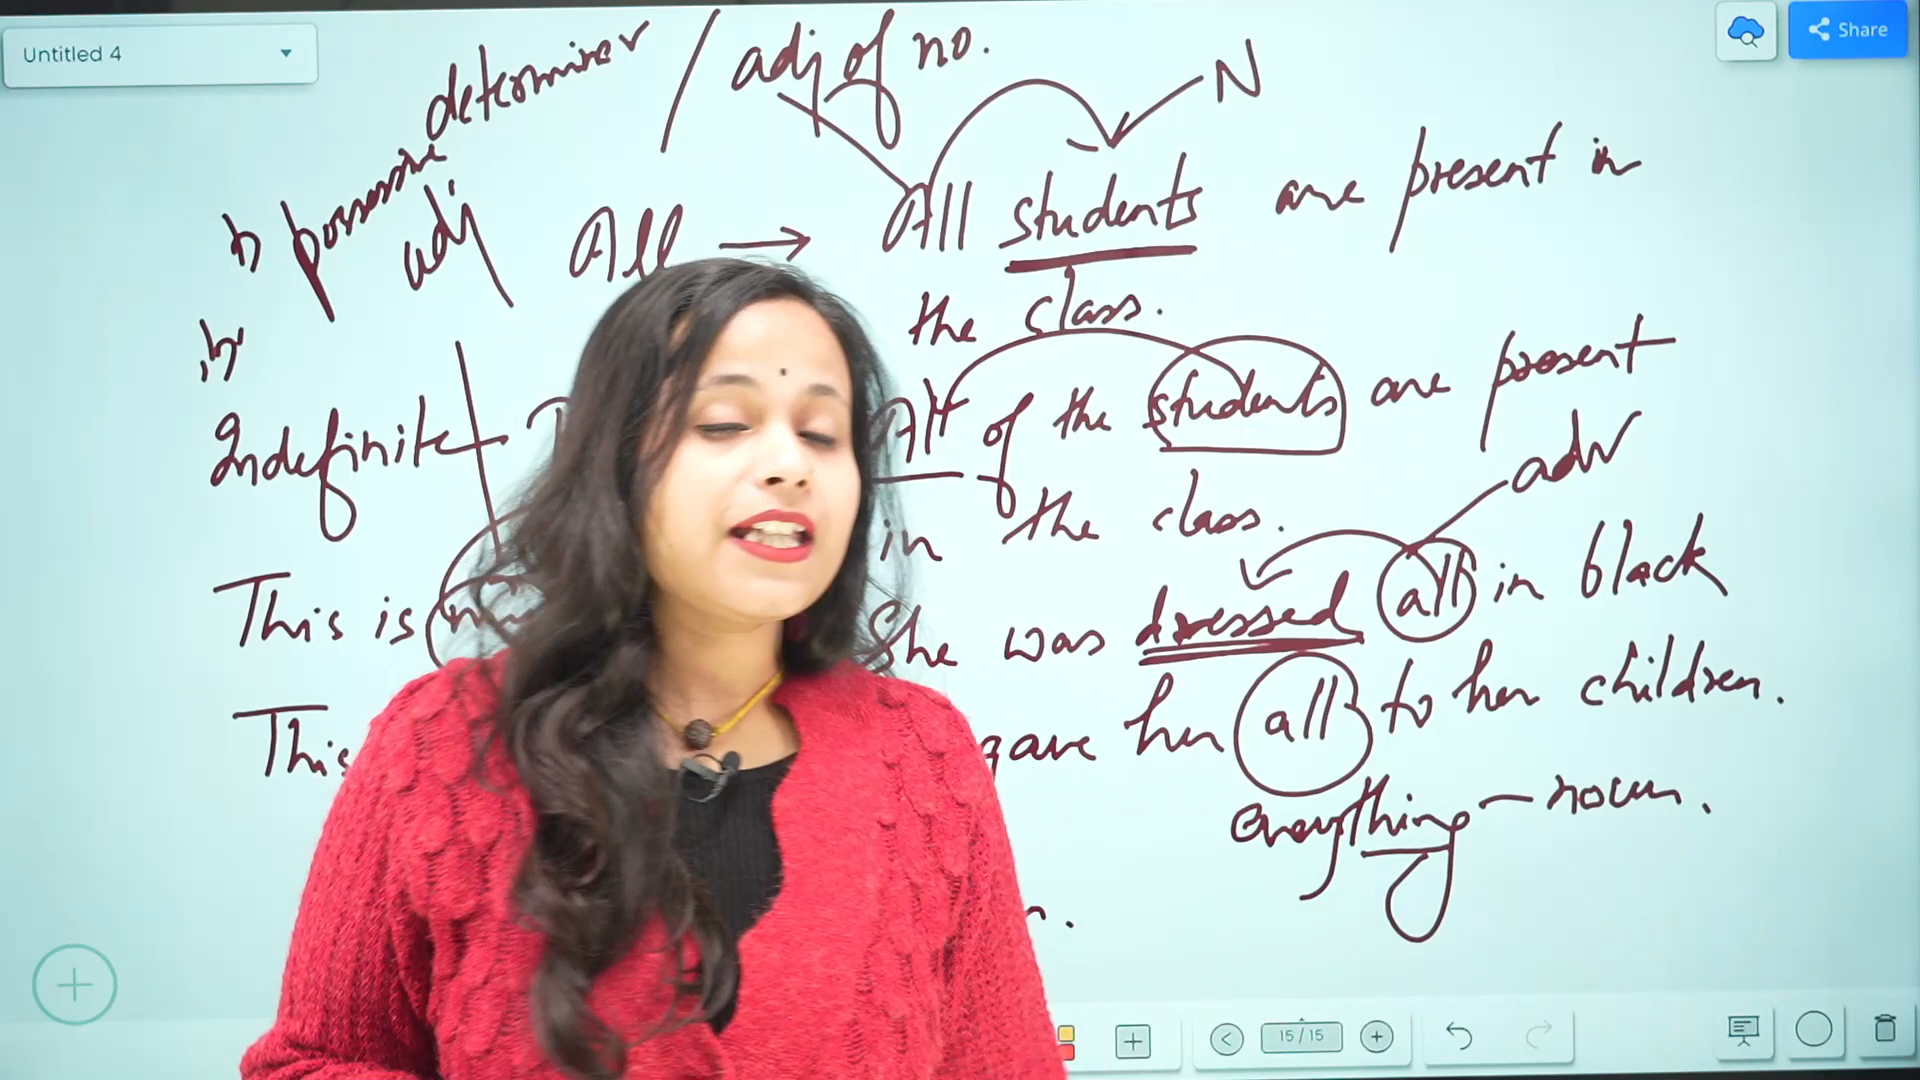 Untitled 4
Share
determiner / adj of no.
N
possessive
adj
All → All students are present in
the class.
Indefinite
All of the students are present
in the class.
adv
This is
She was dressed all in black
This
gave her all to her children.
everything - noun.
15 / 15